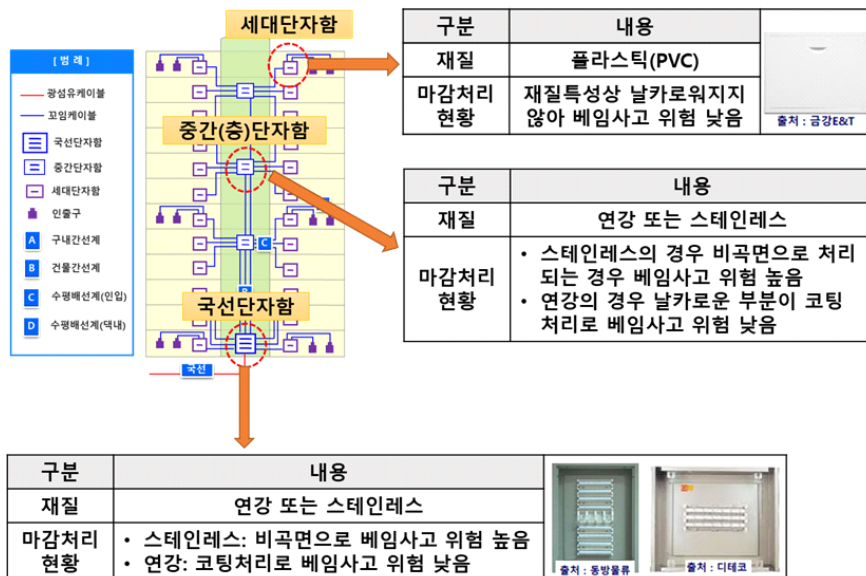 세대단자함
[ 범 례 ]
광섬유케이블
꼬임케이블
국선단자함
중간단자함
세대단자함
인출구
A 구내간선계
B 건물간선계
C 수평배선계(인입)
D 수평배선계(댁내)
중간(층)단자함
C
국선단자함
B
국선
구분 내용
재질 플라스틱(PVC)
마감처리 현황 재질특성상 날카로워지지
않아 베임사고 위험 낮음
출처 : 금강E&T
구분 내용
재질 연강 또는 스테인레스
마감처리 현황
• 스테인레스의 경우 비곡면으로 처리
되는 경우 베임사고 위험 높음
• 연강의 경우 날카로운 부분이 코팅
처리로 베임사고 위험 낮음
구분 내용
재질 연강 또는 스테인레스
마감처리 현황
• 스테인레스: 비곡면으로 베임사고 위험 높음
• 연강: 코팅처리로 베임사고 위험 낮음
출처 : 동방물류
출처 : 디테코